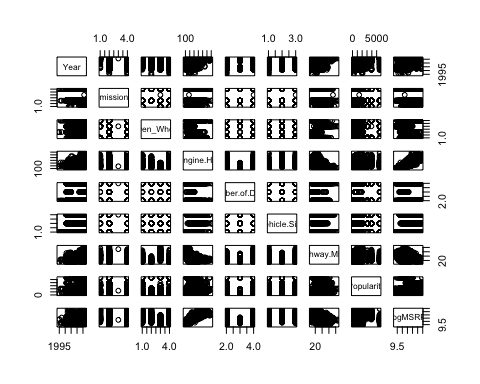 1.0 4.0 100 1.0 3.0 0 5000
Year
1995
1.0
mission
en_Whe
1.0
100
ngine.H
ber.of.D
2.0
1.0
hicle.Si
hway.M
20
0
opularit
ogMSR
9.5
1995 1.0 4.0 2.0 4.0 20 9.5